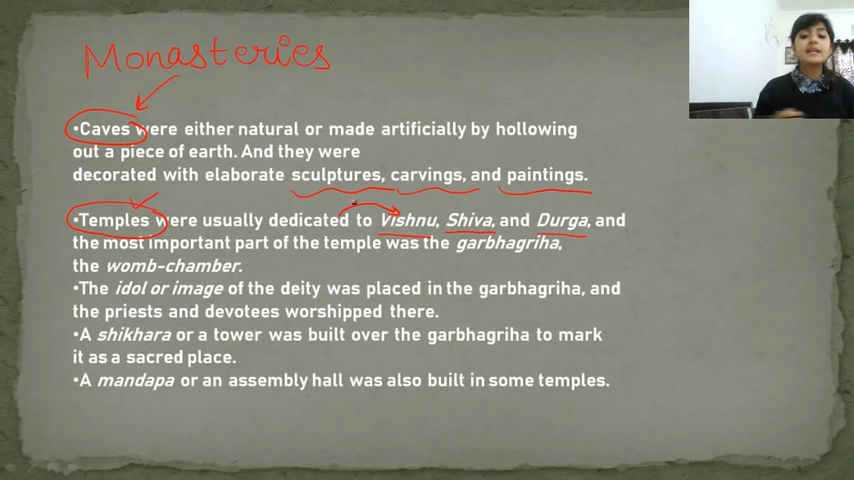 Monasteries
•Caves were either natural or made artificially by hollowing
out a piece of earth. And they were
decorated with elaborate sculptures, carvings, and paintings.
•Temples were usually dedicated to Vishnu, Shiva, and Durga, and
the most important part of the temple was the garbhagriha,
the womb-chamber.
•The idol or image of the deity was placed in the garbhagriha, and
the priests and devotees worshipped there.
•A shikhara or a tower was built over the garbhagriha to mark
it as a sacred place.
•A mandapa or an assembly hall was also built in some temples.